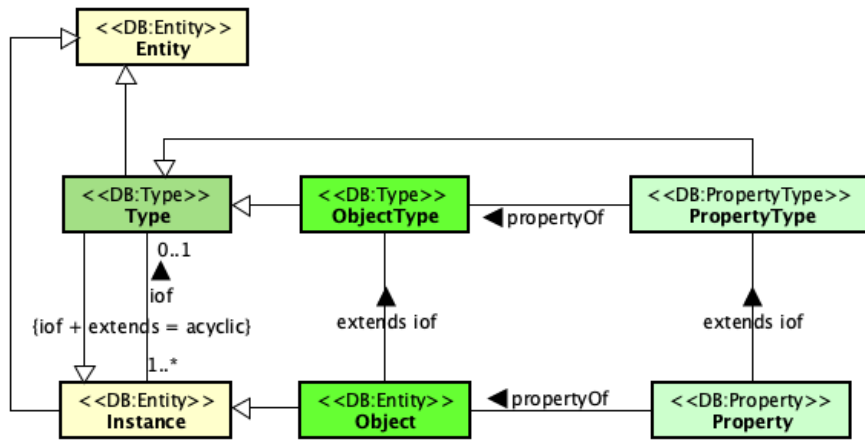 <<DB:Entity>>
Entity
<<DB:Type>>
Type
<<DB:Type>>
ObjectType
propertyOf
<<DB:PropertyType>>
PropertyType
0..1
iof
{iof + extends = acyclic}
1..*
extends iof
extends iof
<<DB:Entity>>
Instance
<<DB:Entity>>
Object
propertyOf
<<DB:Property>>
Property